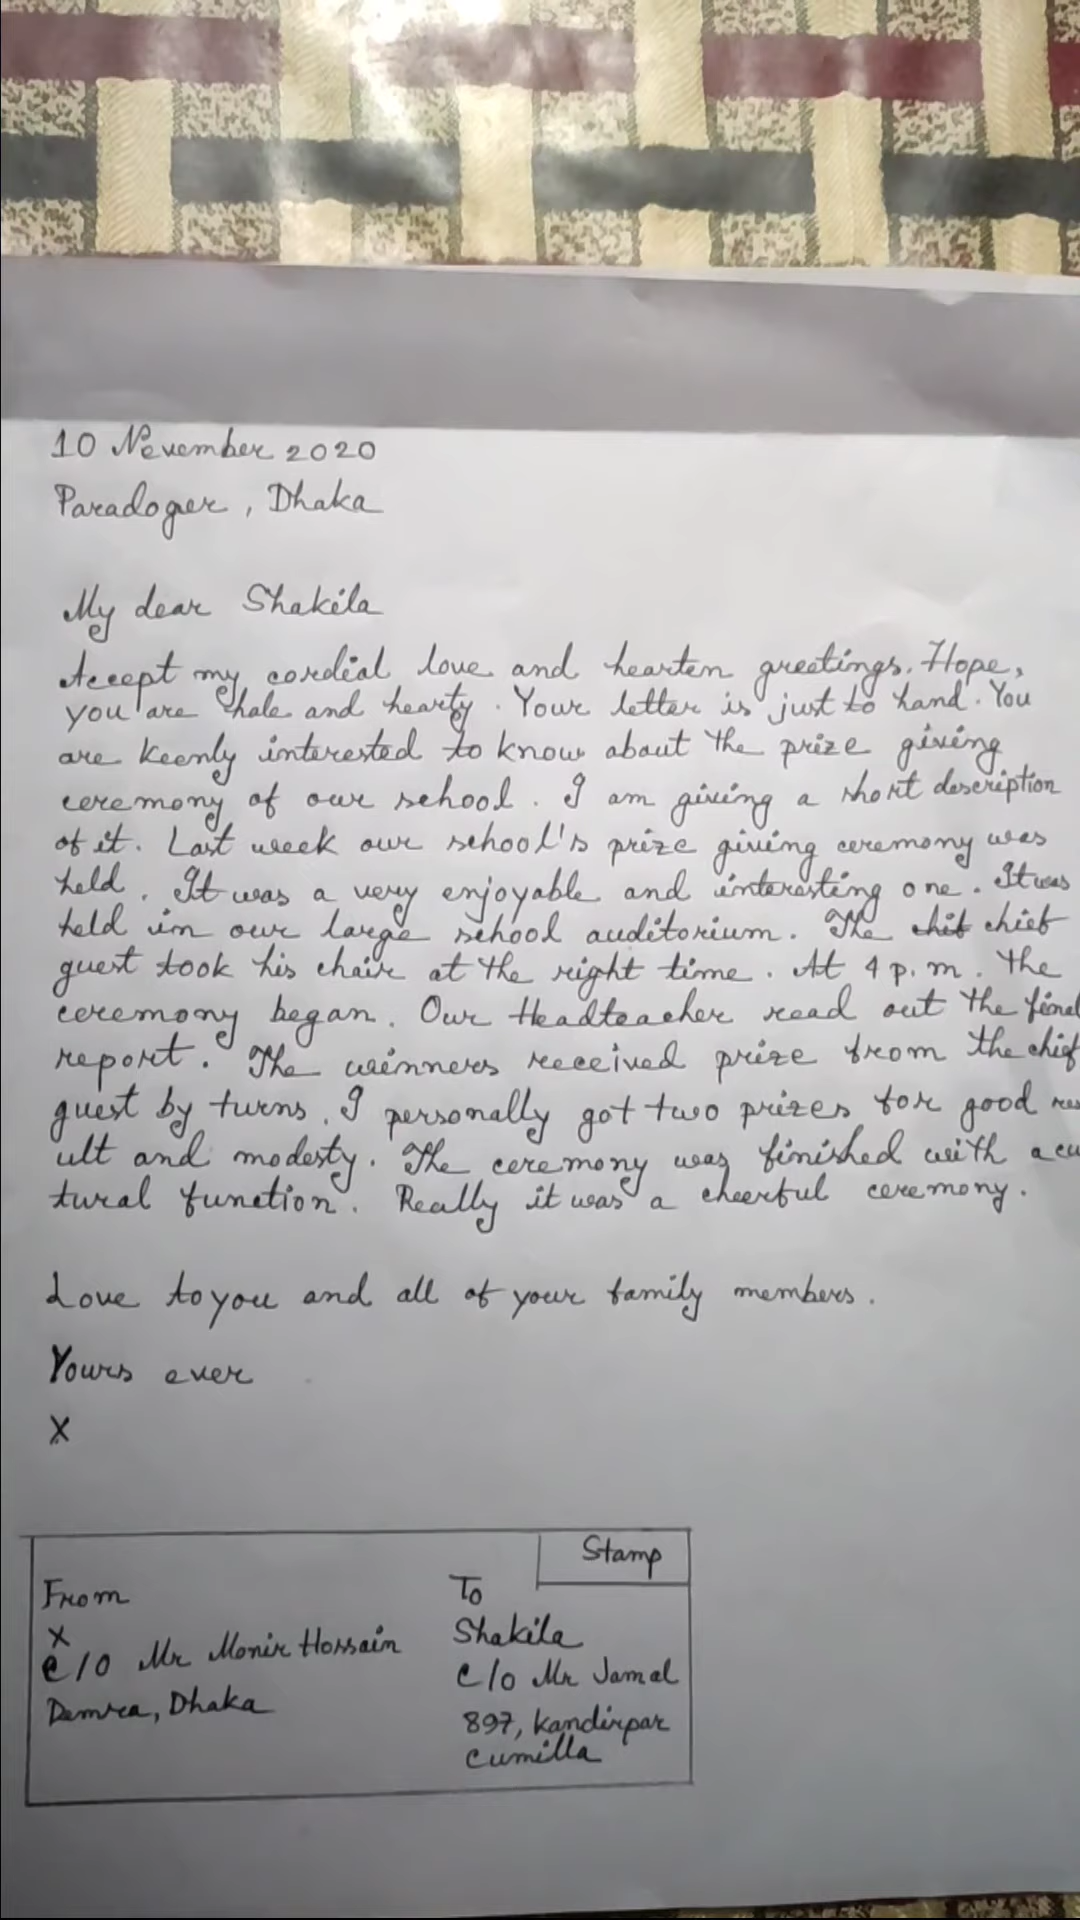 10 November 2020
Paradoger, Dhaka
My dear Shakila
Accept my cordial love and hearten greetings. Hope,
you are hale and hearty. Your letter is just to hand. You
are keenly interested to know about the prize giving
ceremony of our school. I am giving a short description
of it. Last week our school's prize giving ceremony was
held. It was a very enjoyable and interesting one. It was
held in our large school auditorium. The chif chief
guest took his chair at the right time. At 4 p.m. the
ceremony began. Our Headteacher read out the final
report. The winners received prize from the chief
guest by turns. I personally got two prizes for good res
ult and modesty. The ceremony was finished with a cu
tural function. Really it was a cheerful ceremony.
Love to you and all of your family members.
Yours ever
X
Stamp
From
X
C/O Mr Monir Hossain
Demra, Dhaka
To
Shakila
C/o Mr Jamal
897, Kandirpar
Cumilla